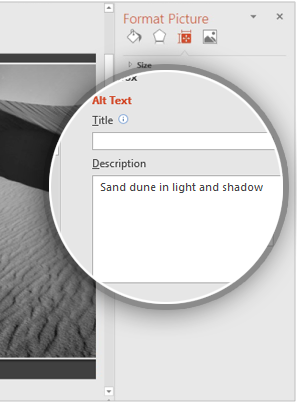 Format Picture
Size
Alt Text
Title
Description
Sand dune in light and shadow